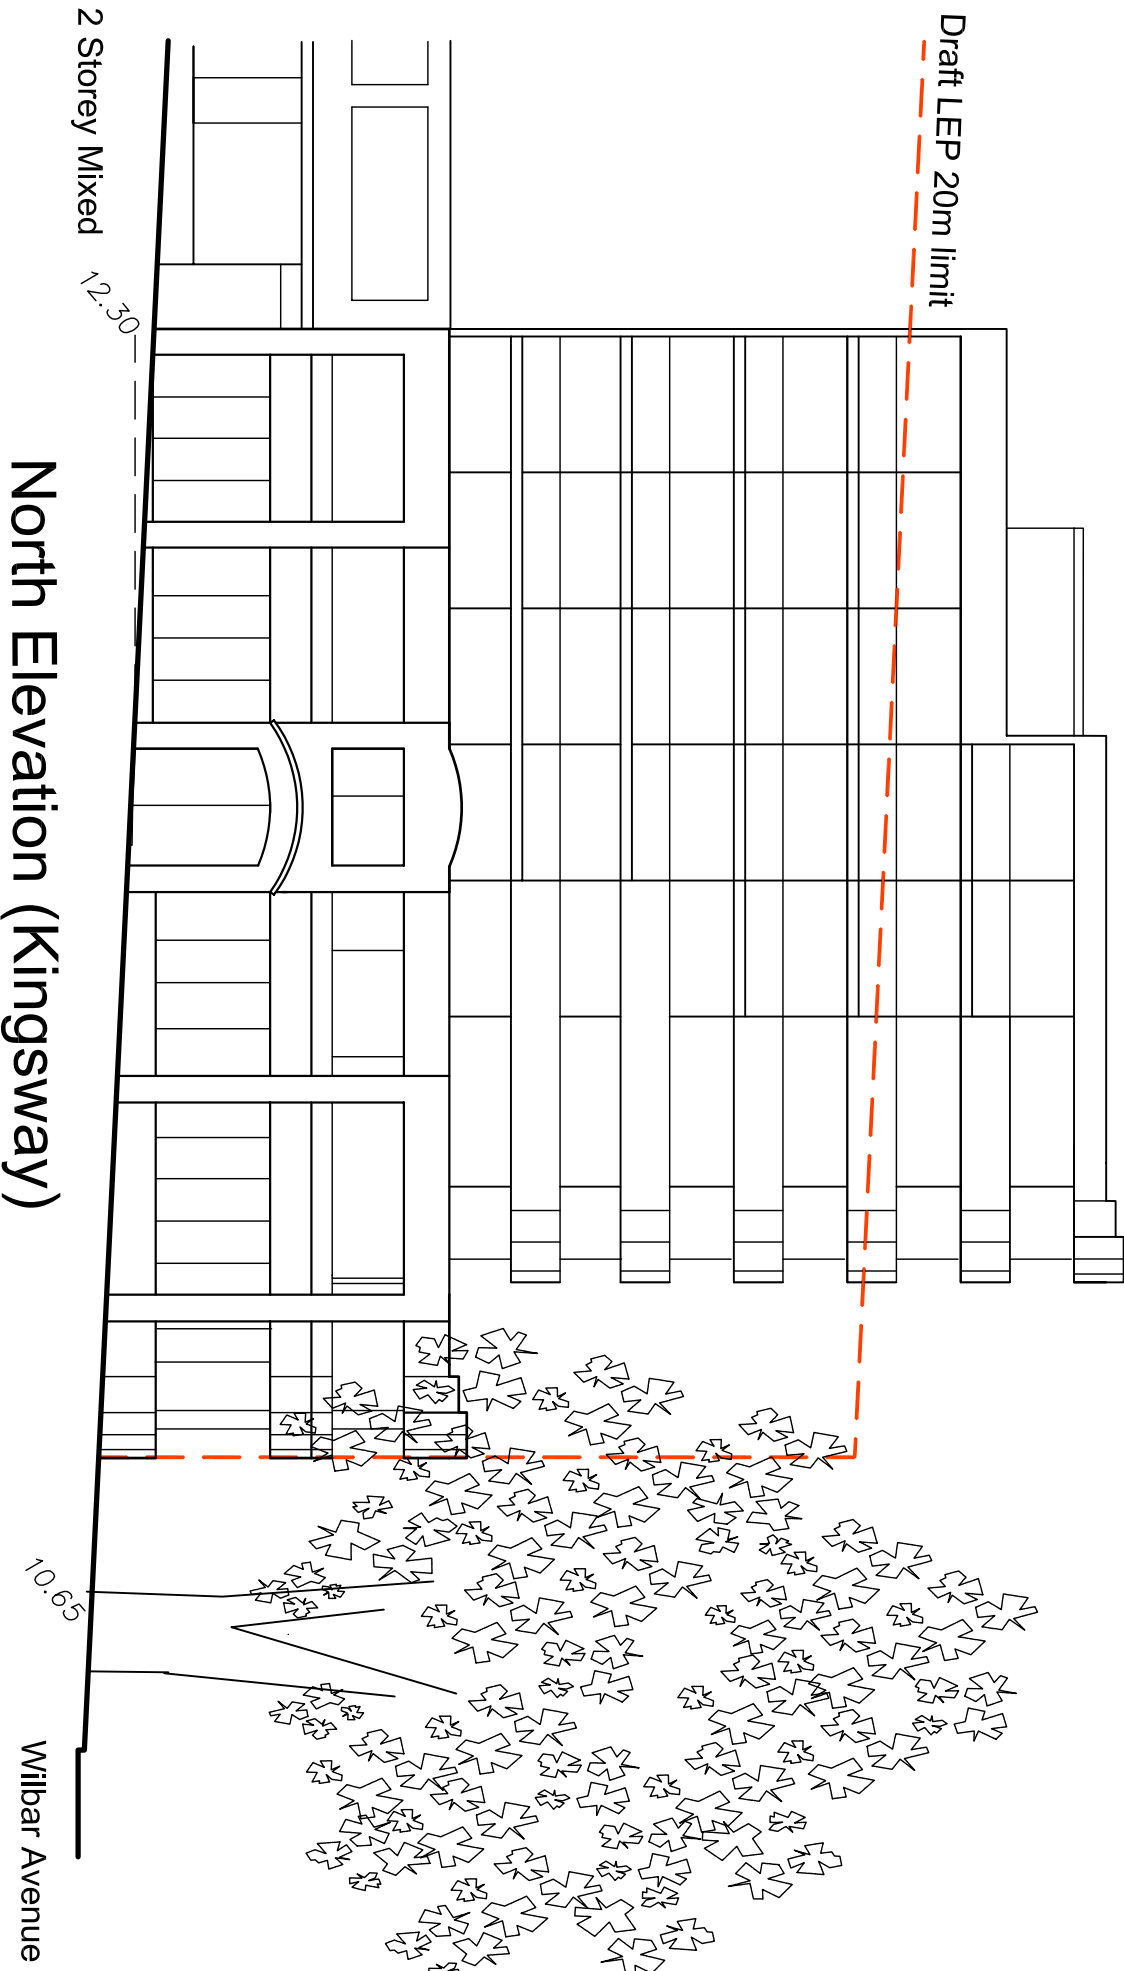 Draft LEP 20m limit
2 Storey Mixed
12.30
10.65
Wilbar Avenue
North Elevation (Kingsway)